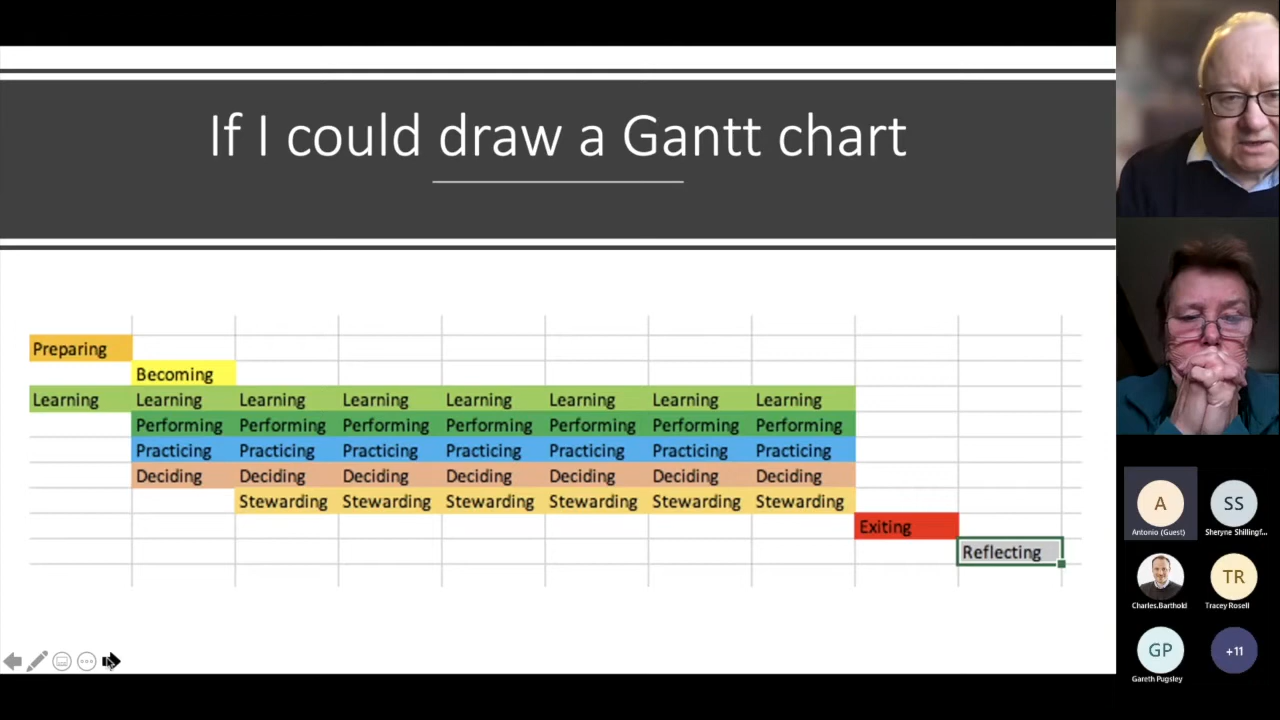 If I could draw a Gantt chart
Preparing
Becoming
Learning Learning Learning Learning Learning Learning Learning Learning
Performing Performing Performing Performing Performing Performing Performing
Practicing Practicing Practicing Practicing Practicing Practicing Practicing
Deciding Deciding Deciding Deciding Deciding Deciding Deciding
Stewarding Stewarding Stewarding Stewarding Stewarding Stewarding
Exiting
Reflecting
A SS
Antonio (Guest) Sheryne Shillingf...
TR
Charles.Barthold Tracey Rosell
GP +11
Gareth Pugsley